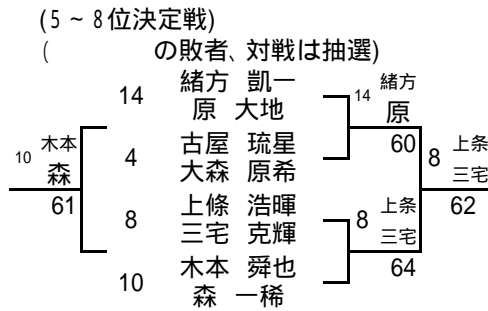 (5～8位決定戦)
(　　　の敗者、対戦は抽選)
14 緒方 凱一
原 大地
4 古屋 琉星
大森 原希
8 上條 浩暉
三宅 克輝
10 木本 舜也
森 一稀
14 緒方
原
60
8 上条
三宅
64
8 上条
三宅
62
10 木本
森
61